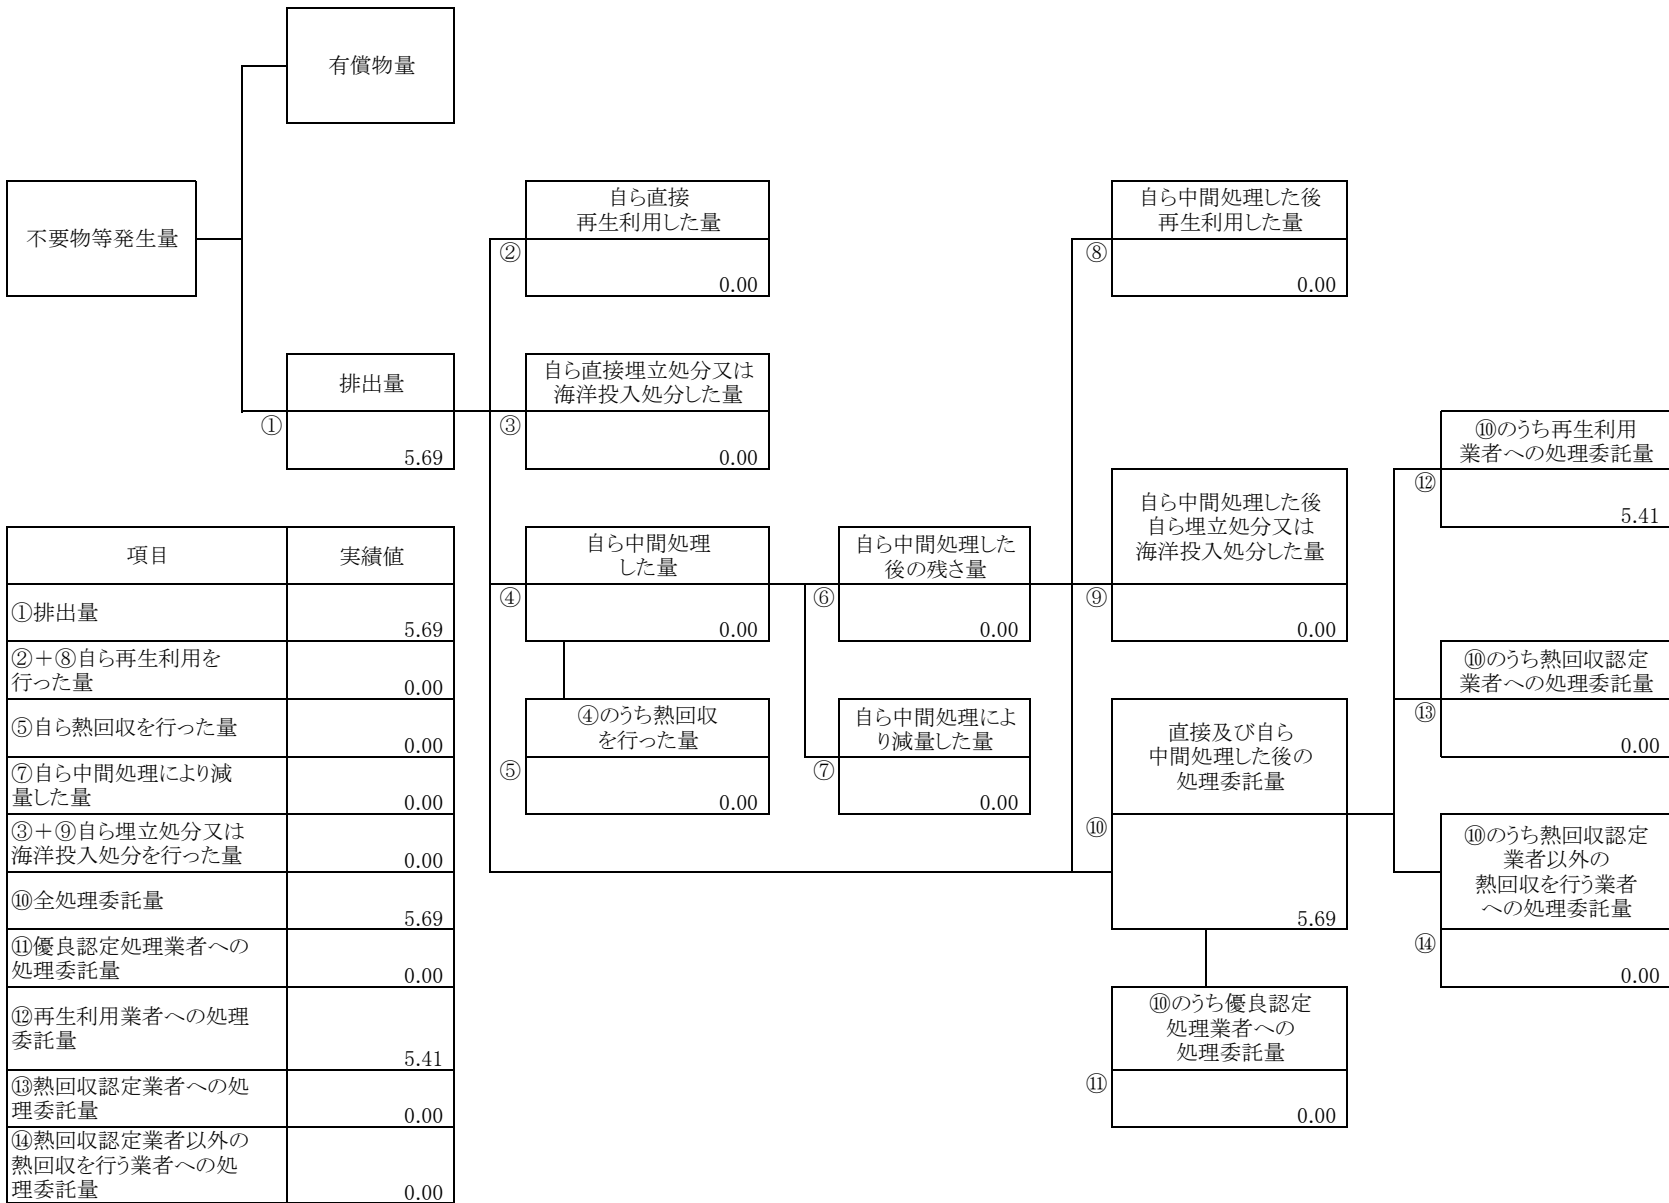 有償物量
不要物等発生量
自ら直接
再生利用した量
②
0.00
自ら中間処理した後
再生利用した量
⑧
0.00
排出量
①
5.69
自ら直接埋立処分又は
海洋投入処分した量
③
0.00
⑩のうち再生利用
業者への処理委託量
⑫
5.41
自ら中間処理
した量
④
0.00
自ら中間処理した
後の残さ量
⑥
0.00
自ら中間処理した後
自ら埋立処分又は
海洋投入処分した量
⑨
0.00
⑩のうち熱回収認定
業者への処理委託量
⑬
0.00
④のうち熱回収
を行った量
⑤
0.00
自ら中間処理によ
り減量した量
⑦
0.00
直接及び自ら
中間処理した後の
処理委託量
⑩
5.69
⑩のうち熱回収認定
業者以外の
熱回収を行う業者
への処理委託量
⑭
0.00
⑩のうち優良認定
処理業者への
処理委託量
⑪
0.00
項目 実績値
①排出量
5.69
②+⑧自ら再生利用を
行った量 0.00
⑤自ら熱回収を行った量
0.00
⑦自ら中間処理により減
量した量 0.00
③+⑨自ら埋立処分又は
海洋投入処分を行った量 0.00
⑩全処理委託量
5.69
⑪優良認定処理業者への
処理委託量 0.00
⑫再生利用業者への処理
委託量
5.41
⑬熱回収認定業者への処
理委託量 0.00
⑭熱回収認定業者以外の
熱回収を行う業者への処
理委託量 0.00